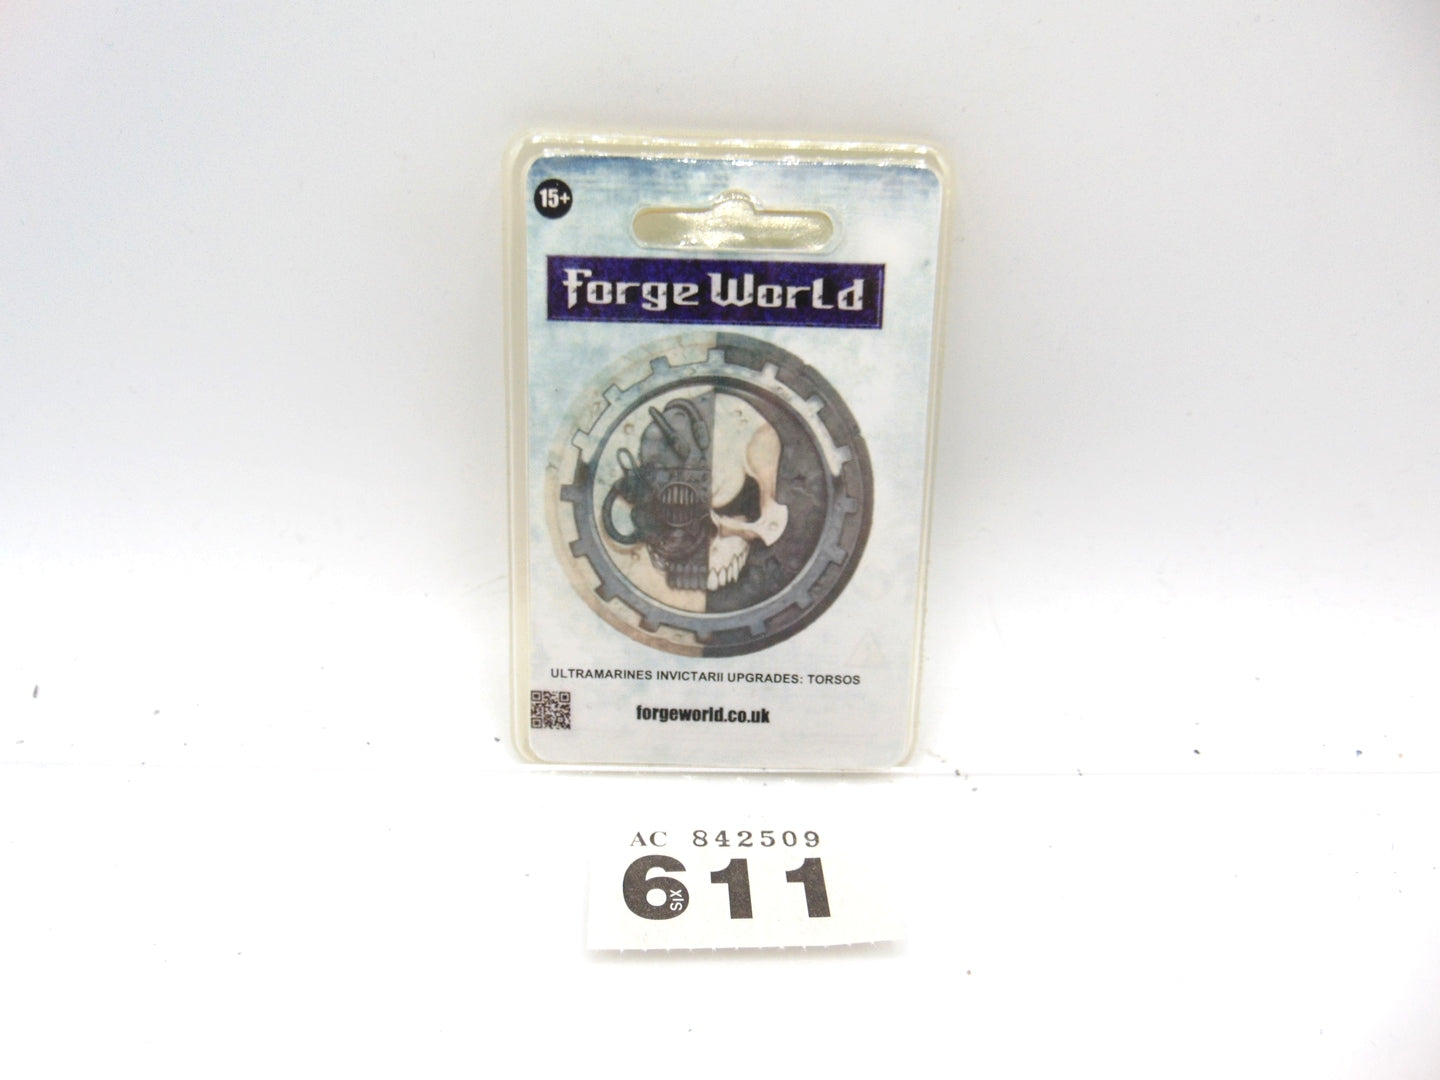 15+
Forge World
ULTRAMARINES INVICTARII UPGRADES: TORSOS
forgeworld.co.uk
AC 842509
611
SIX